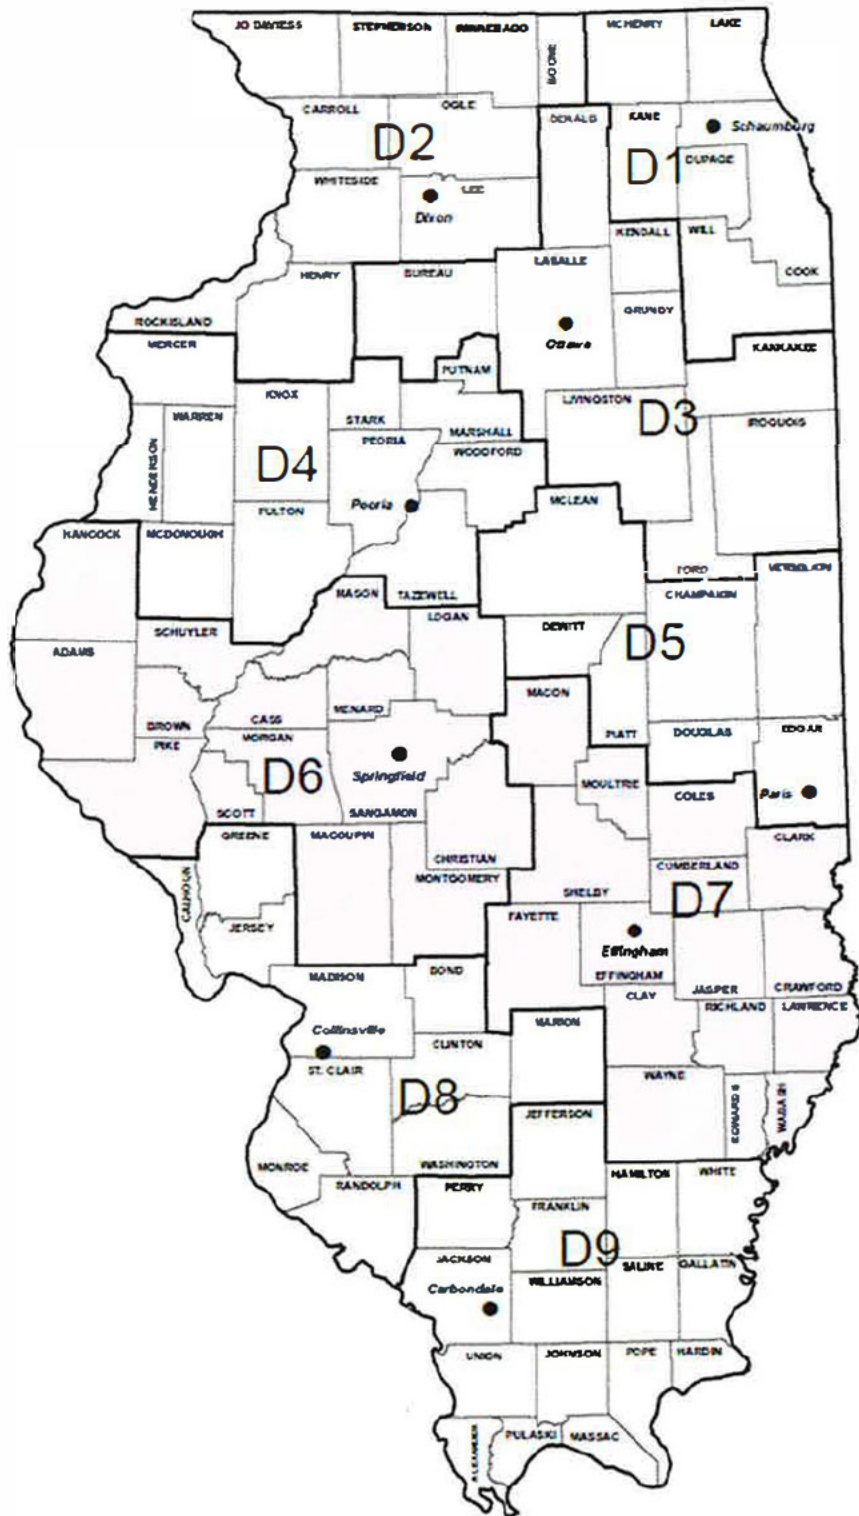 JO DAVIESS
STEPHENSON
WINNEBAGO
BOONE
MCHENRY
LAKE
CARROLL
OGLE
DEKALB
KANE
Schaumburg
D2
D1
DUPAGE
WHITESIDE
LEE
Dixon
KENDALL
WILL
COOK
HENRY
BUREAU
LASALLE
GRUNDY
ROCK ISLAND
Ottawa
MERCER
PUTNAM
KANKAKEE
KNOX
STARK
LIVINGSTON
WARREN
MARSHALL
D3
IROQUOIS
PEORIA
WOODFORD
HENDERSON
D4
Peoria
MCLEAN
FULTON
HANCOCK
MCDONOUGH
FORD
VERMILION
MASON
TAZEWELL
CHAMPAIGN
LOGAN
SCHUYLER
DEWITT
D5
ADAMS
MACON
BROWN
CASS
MENARD
PIKE
MORGAN
PIATT
DOUGLAS
EDGAR
D6
Springfield
MOULTRIE
Paris
SCOTT
SANGAMON
COLES
GREENE
MACOUPIN
CLARK
CHRISTIAN
CUMBERLAND
CALHOUN
MONTGOMERY
SHELBY
D7
JERSEY
FAYETTE
Effingham
MADISON
BOND
EFFINGHAM
JASPER
CRAWFORD
CLAY
RICHLAND
LAWRENCE
Collinsville
MARION
CLINTON
ST. CLAIR
WAYNE
EDWARDS
WABASH
D8
JEFFERSON
MONROE
WASHINGTON
HAMILTON
WHITE
RANDOLPH
PERRY
FRANKLIN
D9
JACKSON
SALINE
GALLATIN
WILLIAMSON
Carbondale
UNION
JOHNSON
POPE
HARDIN
ALEXANDER
PULASKI
MASSAC